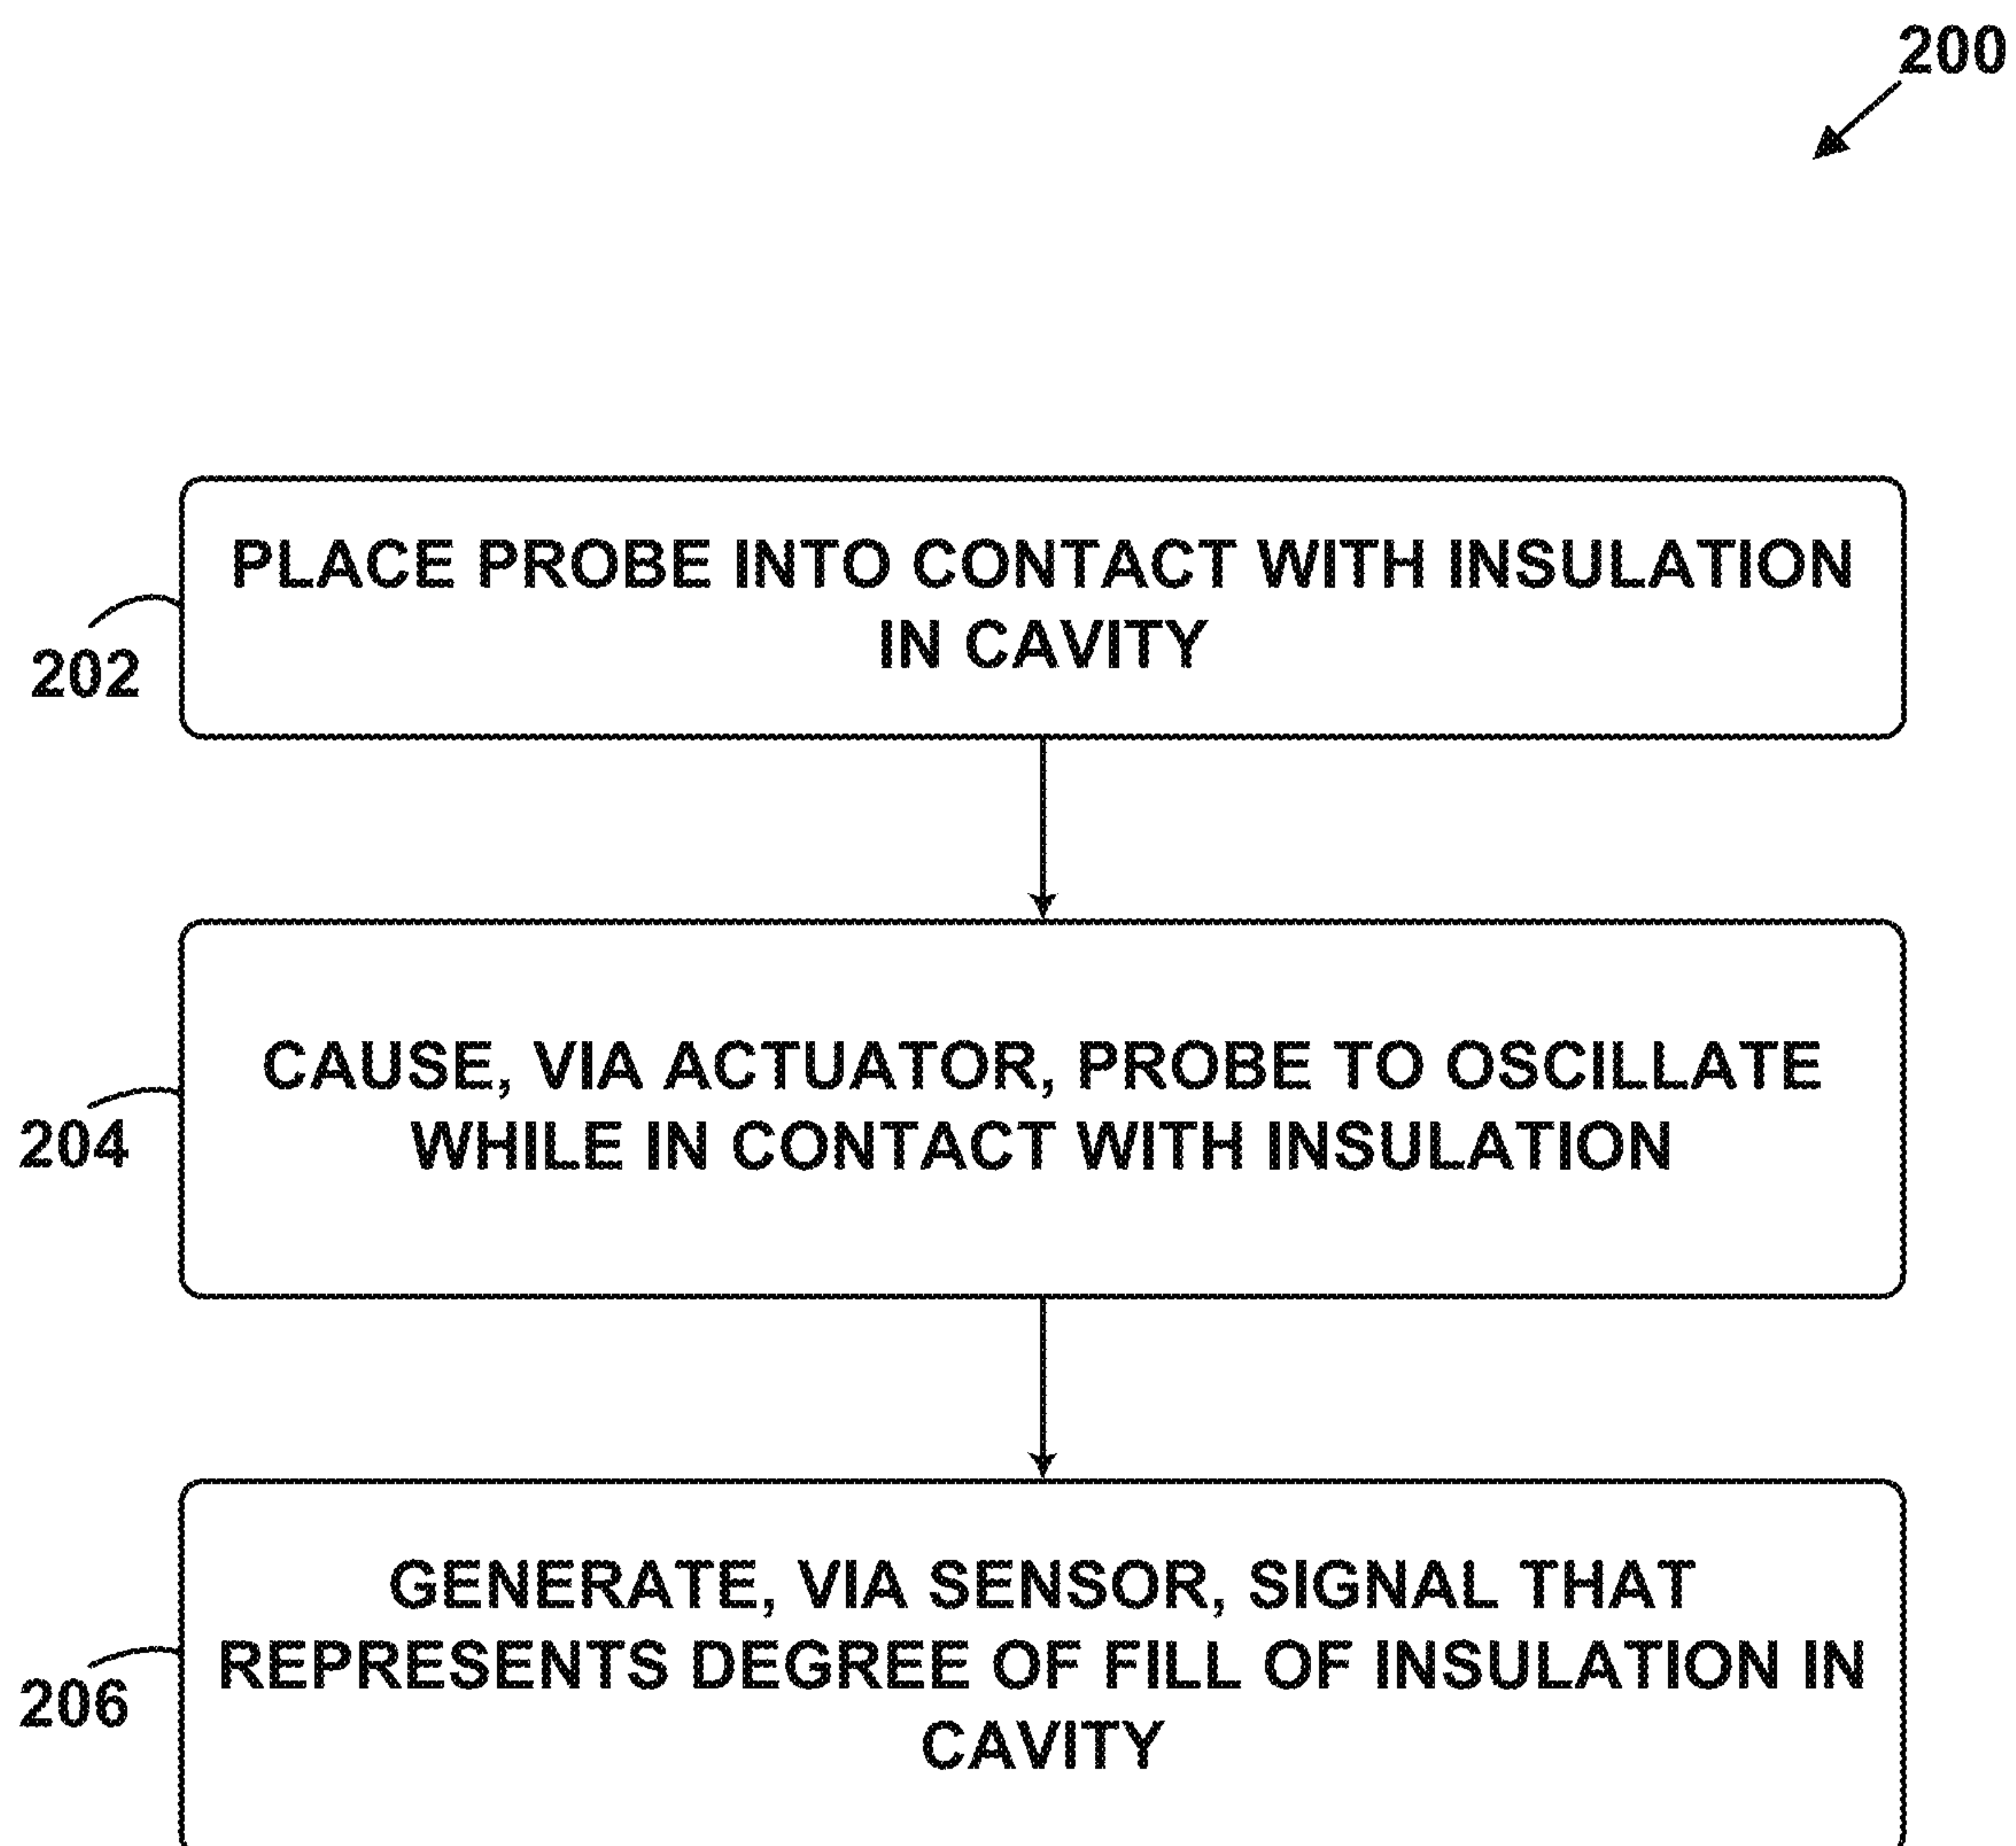 200
PLACE PROBE INTO CONTACT WITH INSULATION
IN CAVITY
202
CAUSE, VIA ACTUATOR, PROBE TO OSCILLATE
WHILE IN CONTACT WITH INSULATION
204
GENERATE, VIA SENSOR, SIGNAL THAT
REPRESENTS DEGREE OF FILL OF INSULATION IN
CAVITY
206